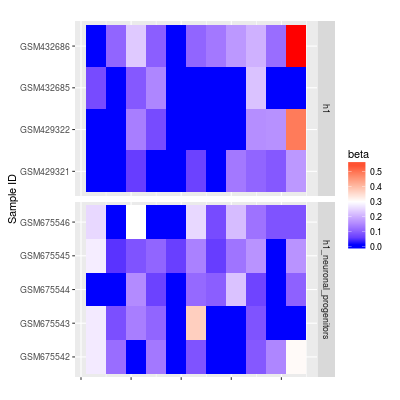 GSM432686
GSM432685
GSM429322
GSM429321
h1
GSM675546
GSM675545
GSM675544
GSM675543
GSM675542
h1_neuronal_progenitors
Sample ID
beta
0.5
0.4
0.3
0.2
0.1
0.0